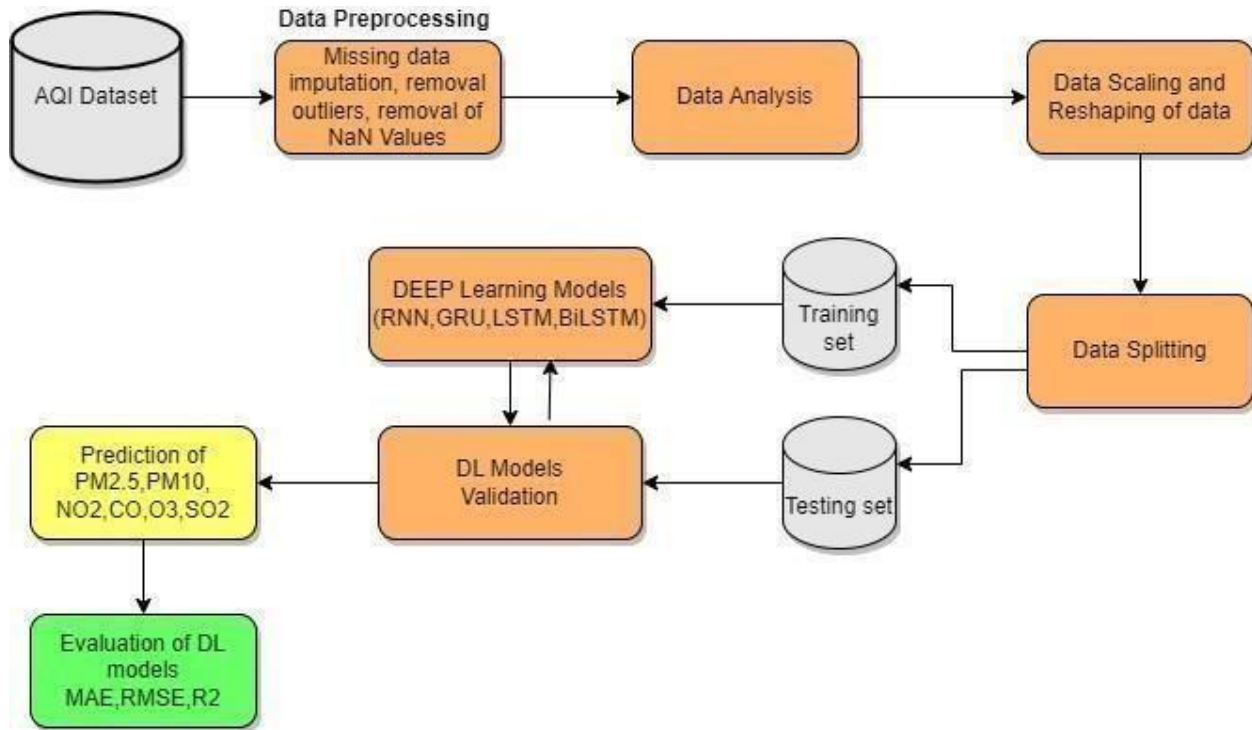 Data Preprocessing
AQI Dataset
Missing data
imputation, removal
outliers, removal of
NaN Values
Data Analysis
Data Scaling and
Reshaping of data
DEEP Learning Models
(RNN,GRU,LSTM,BiLSTM)
Training
set
Data Splitting
Prediction of
PM2.5,PM10,
NO2,CO,O3,SO2
DL Models
Validation
Testing set
Evaluation of DL
models
MAE,RMSE,R2